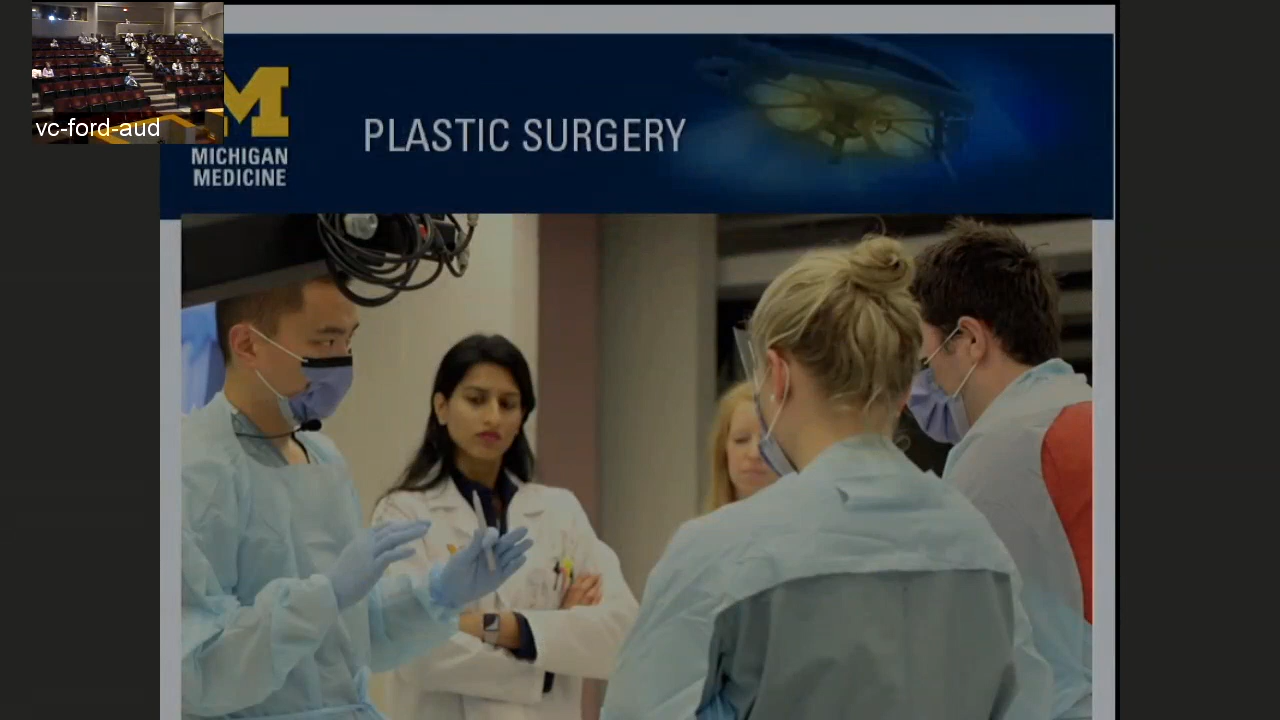 vc-ford-aud
M
MICHIGAN
MEDICINE
PLASTIC SURGERY